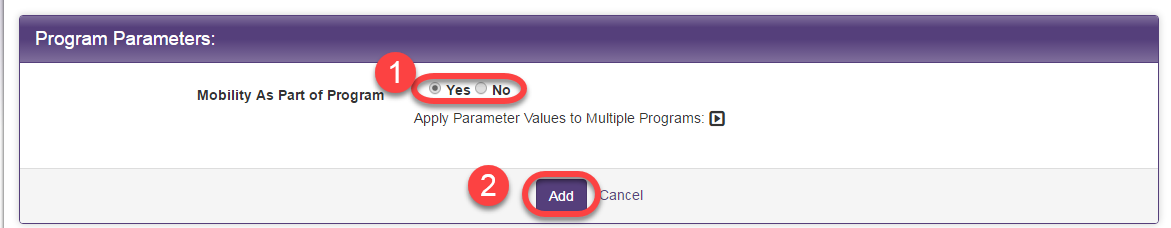 Program Parameters:
1
Mobility As Part of Program Yes No
Apply Parameter Values to Multiple Programs:
2 Add Cancel